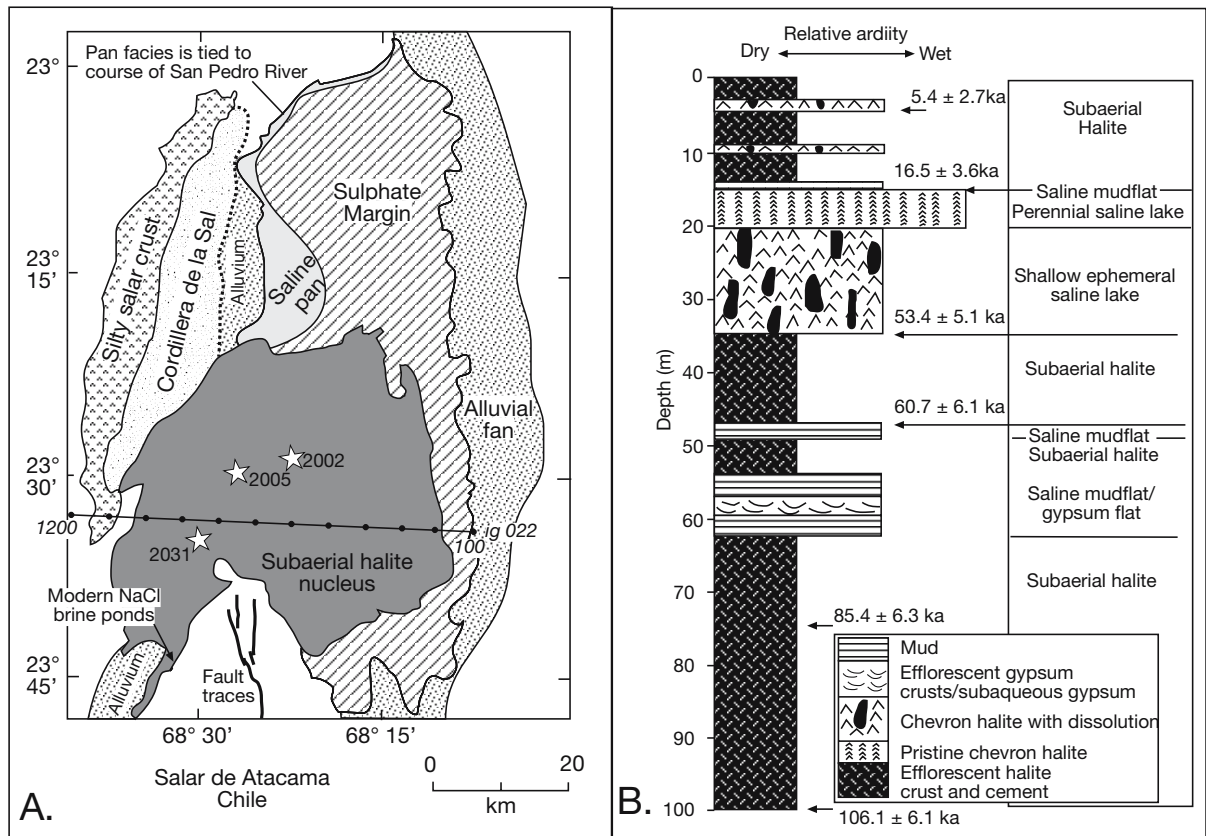 Pan facies is tied to
course of San Pedro River
23°
23°
15’
23°
30’
23°
45’
Silty salar crust
Cordillera de la Sal
Alluvium
Saline
pan
Sulphate
Margin
Alluvial
fan
2002
2005
2031
1200
100
ig 022
Subaerial halite
nucleus
Modern NaCl
brine ponds
Alluvium
Fault
traces
68° 30’
68° 15’
Salar de Atacama
Chile
0
20
km
A.
Relative ardiity
Dry
Wet
Depth (m)
0
10
20
30
40
50
60
70
80
90
100
5.4 ± 2.7ka
16.5 ± 3.6ka
53.4 ± 5.1 ka
60.7 ± 6.1 ka
85.4 ± 6.3 ka
106.1 ± 6.1 ka
Subaerial
Halite
Saline mudflat
Perennial saline lake
Shallow ephemeral
saline lake
Subaerial halite
Saline mudflat
Subaerial halite
Saline mudflat/
gypsum flat
Subaerial halite
Mud
Efflorescent gypsum
crusts/subaqueous gypsum
Chevron halite with dissolution
Pristine chevron halite
Efflorescent halite
crust and cement
B.